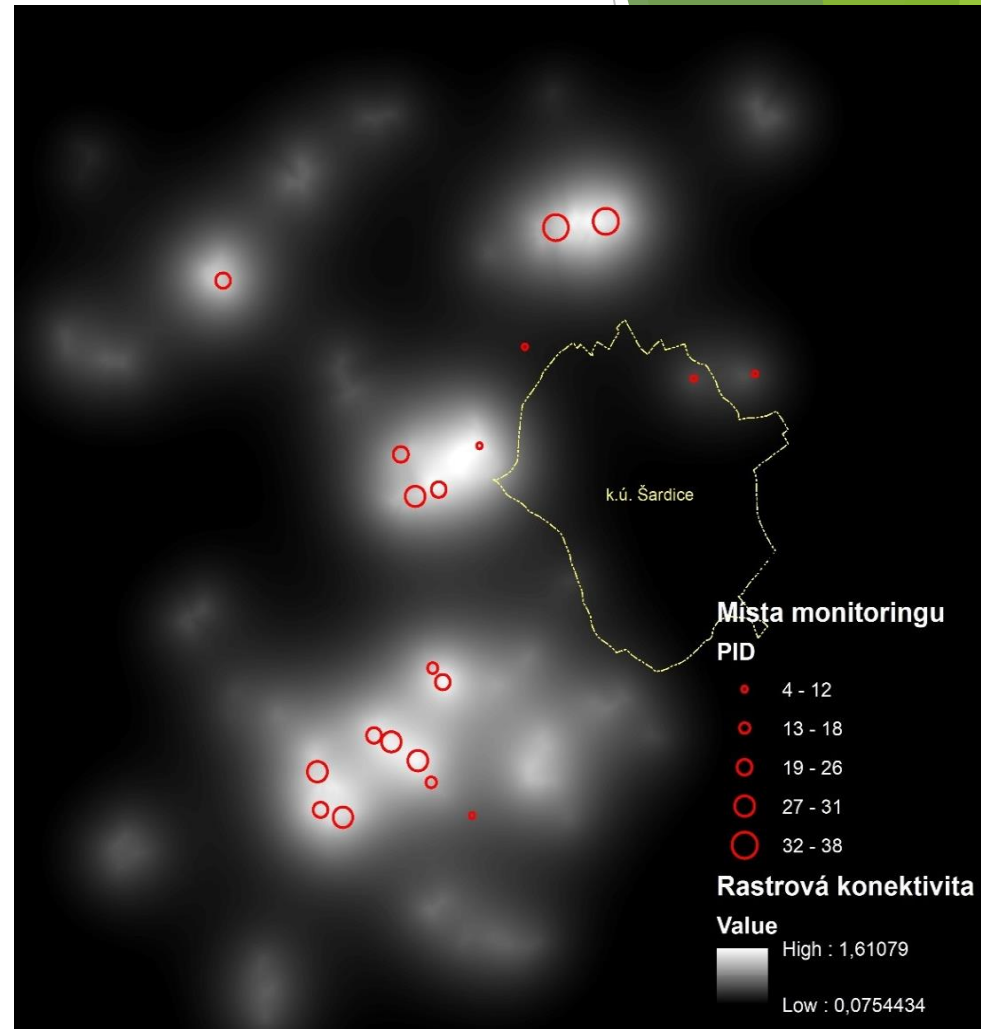 k.ú. Šardice
Místa monitoringu
PID
4 - 12
13 - 18
19 - 26
27 - 31
32 - 38
Rastrová konektivita
Value
High : 1,61079
Low : 0,0754434